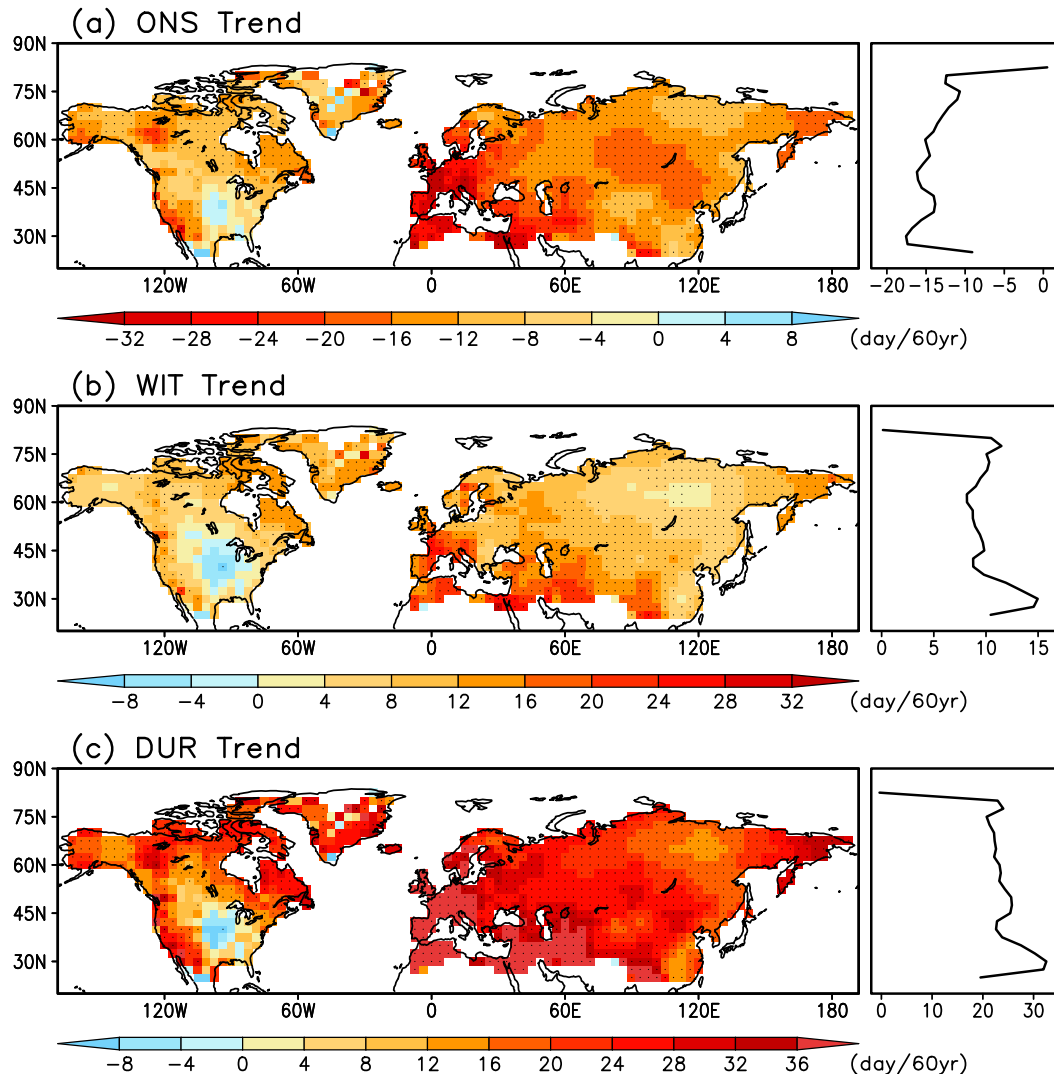 (a) ONS Trend
90N
75N
60N
45N
30N
120W 60W 0 60E 120E 180
−20 −15 −10 −5 0
−32 −28 −24 −20 −16 −12 −8 −4 0 4 8 (day/60yr)
(b) WIT Trend
90N
75N
60N
45N
30N
120W 60W 0 60E 120E 180
0 5 10 15
−8 −4 0 4 8 12 16 20 24 28 32 (day/60yr)
(c) DUR Trend
90N
75N
60N
45N
30N
120W 60W 0 60E 120E 180
0 10 20 30
−8 −4 0 4 8 12 16 20 24 28 32 36 (day/60yr)